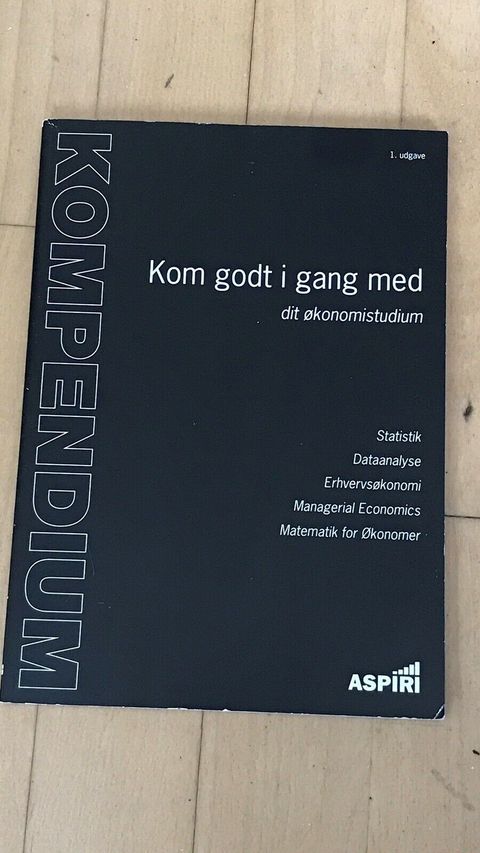 KOMPENDIUM
1. udgave
Kom godt i gang med
dit økonomistudium
Statistik
Dataanalyse
Erhvervsøkonomi
Managerial Economics
Matematik for Økonomer
ASPIRI